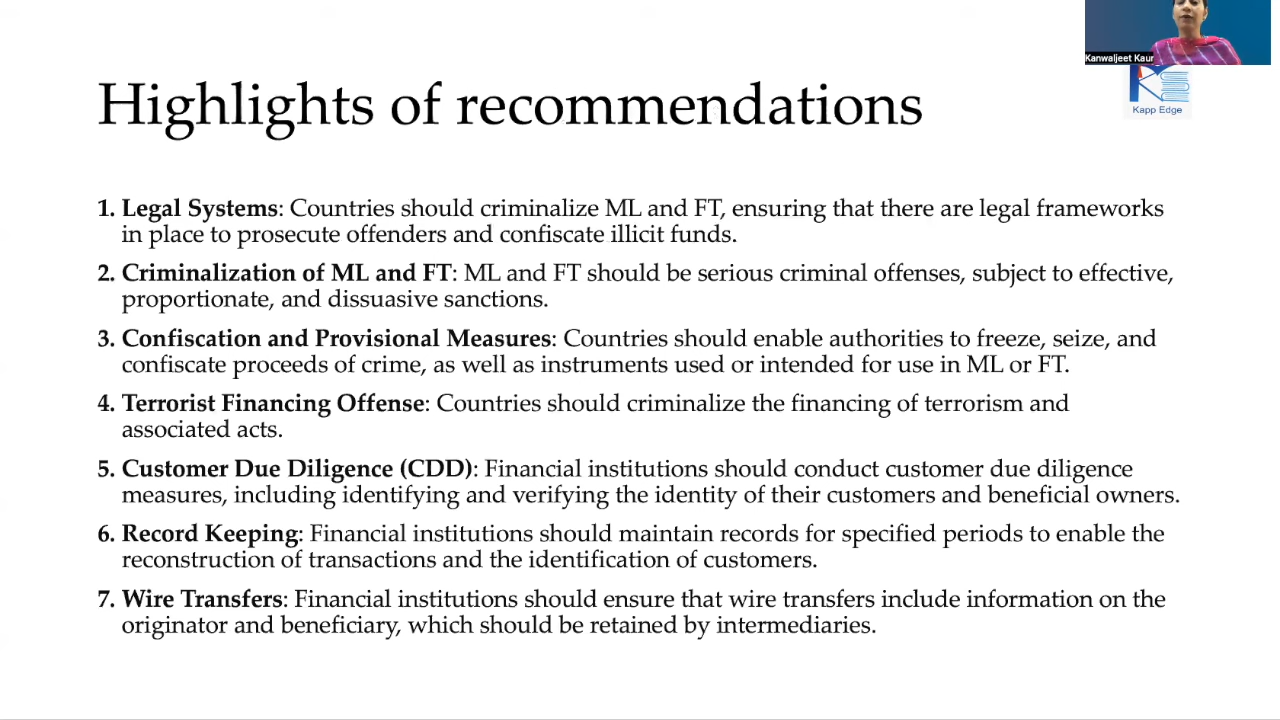 Kanwaljeet Kaur
Kapp Edge
Highlights of recommendations
1. Legal Systems: Countries should criminalize ML and FT, ensuring that there are legal frameworks
in place to prosecute offenders and confiscate illicit funds.
2. Criminalization of ML and FT: ML and FT should be serious criminal offenses, subject to effective,
proportionate, and dissuasive sanctions.
3. Confiscation and Provisional Measures: Countries should enable authorities to freeze, seize, and
confiscate proceeds of crime, as well as instruments used or intended for use in ML or FT.
4. Terrorist Financing Offense: Countries should criminalize the financing of terrorism and
associated acts.
5. Customer Due Diligence (CDD): Financial institutions should conduct customer due diligence
measures, including identifying and verifying the identity of their customers and beneficial owners.
6. Record Keeping: Financial institutions should maintain records for specified periods to enable the
reconstruction of transactions and the identification of customers.
7. Wire Transfers: Financial institutions should ensure that wire transfers include information on the
originator and beneficiary, which should be retained by intermediaries.